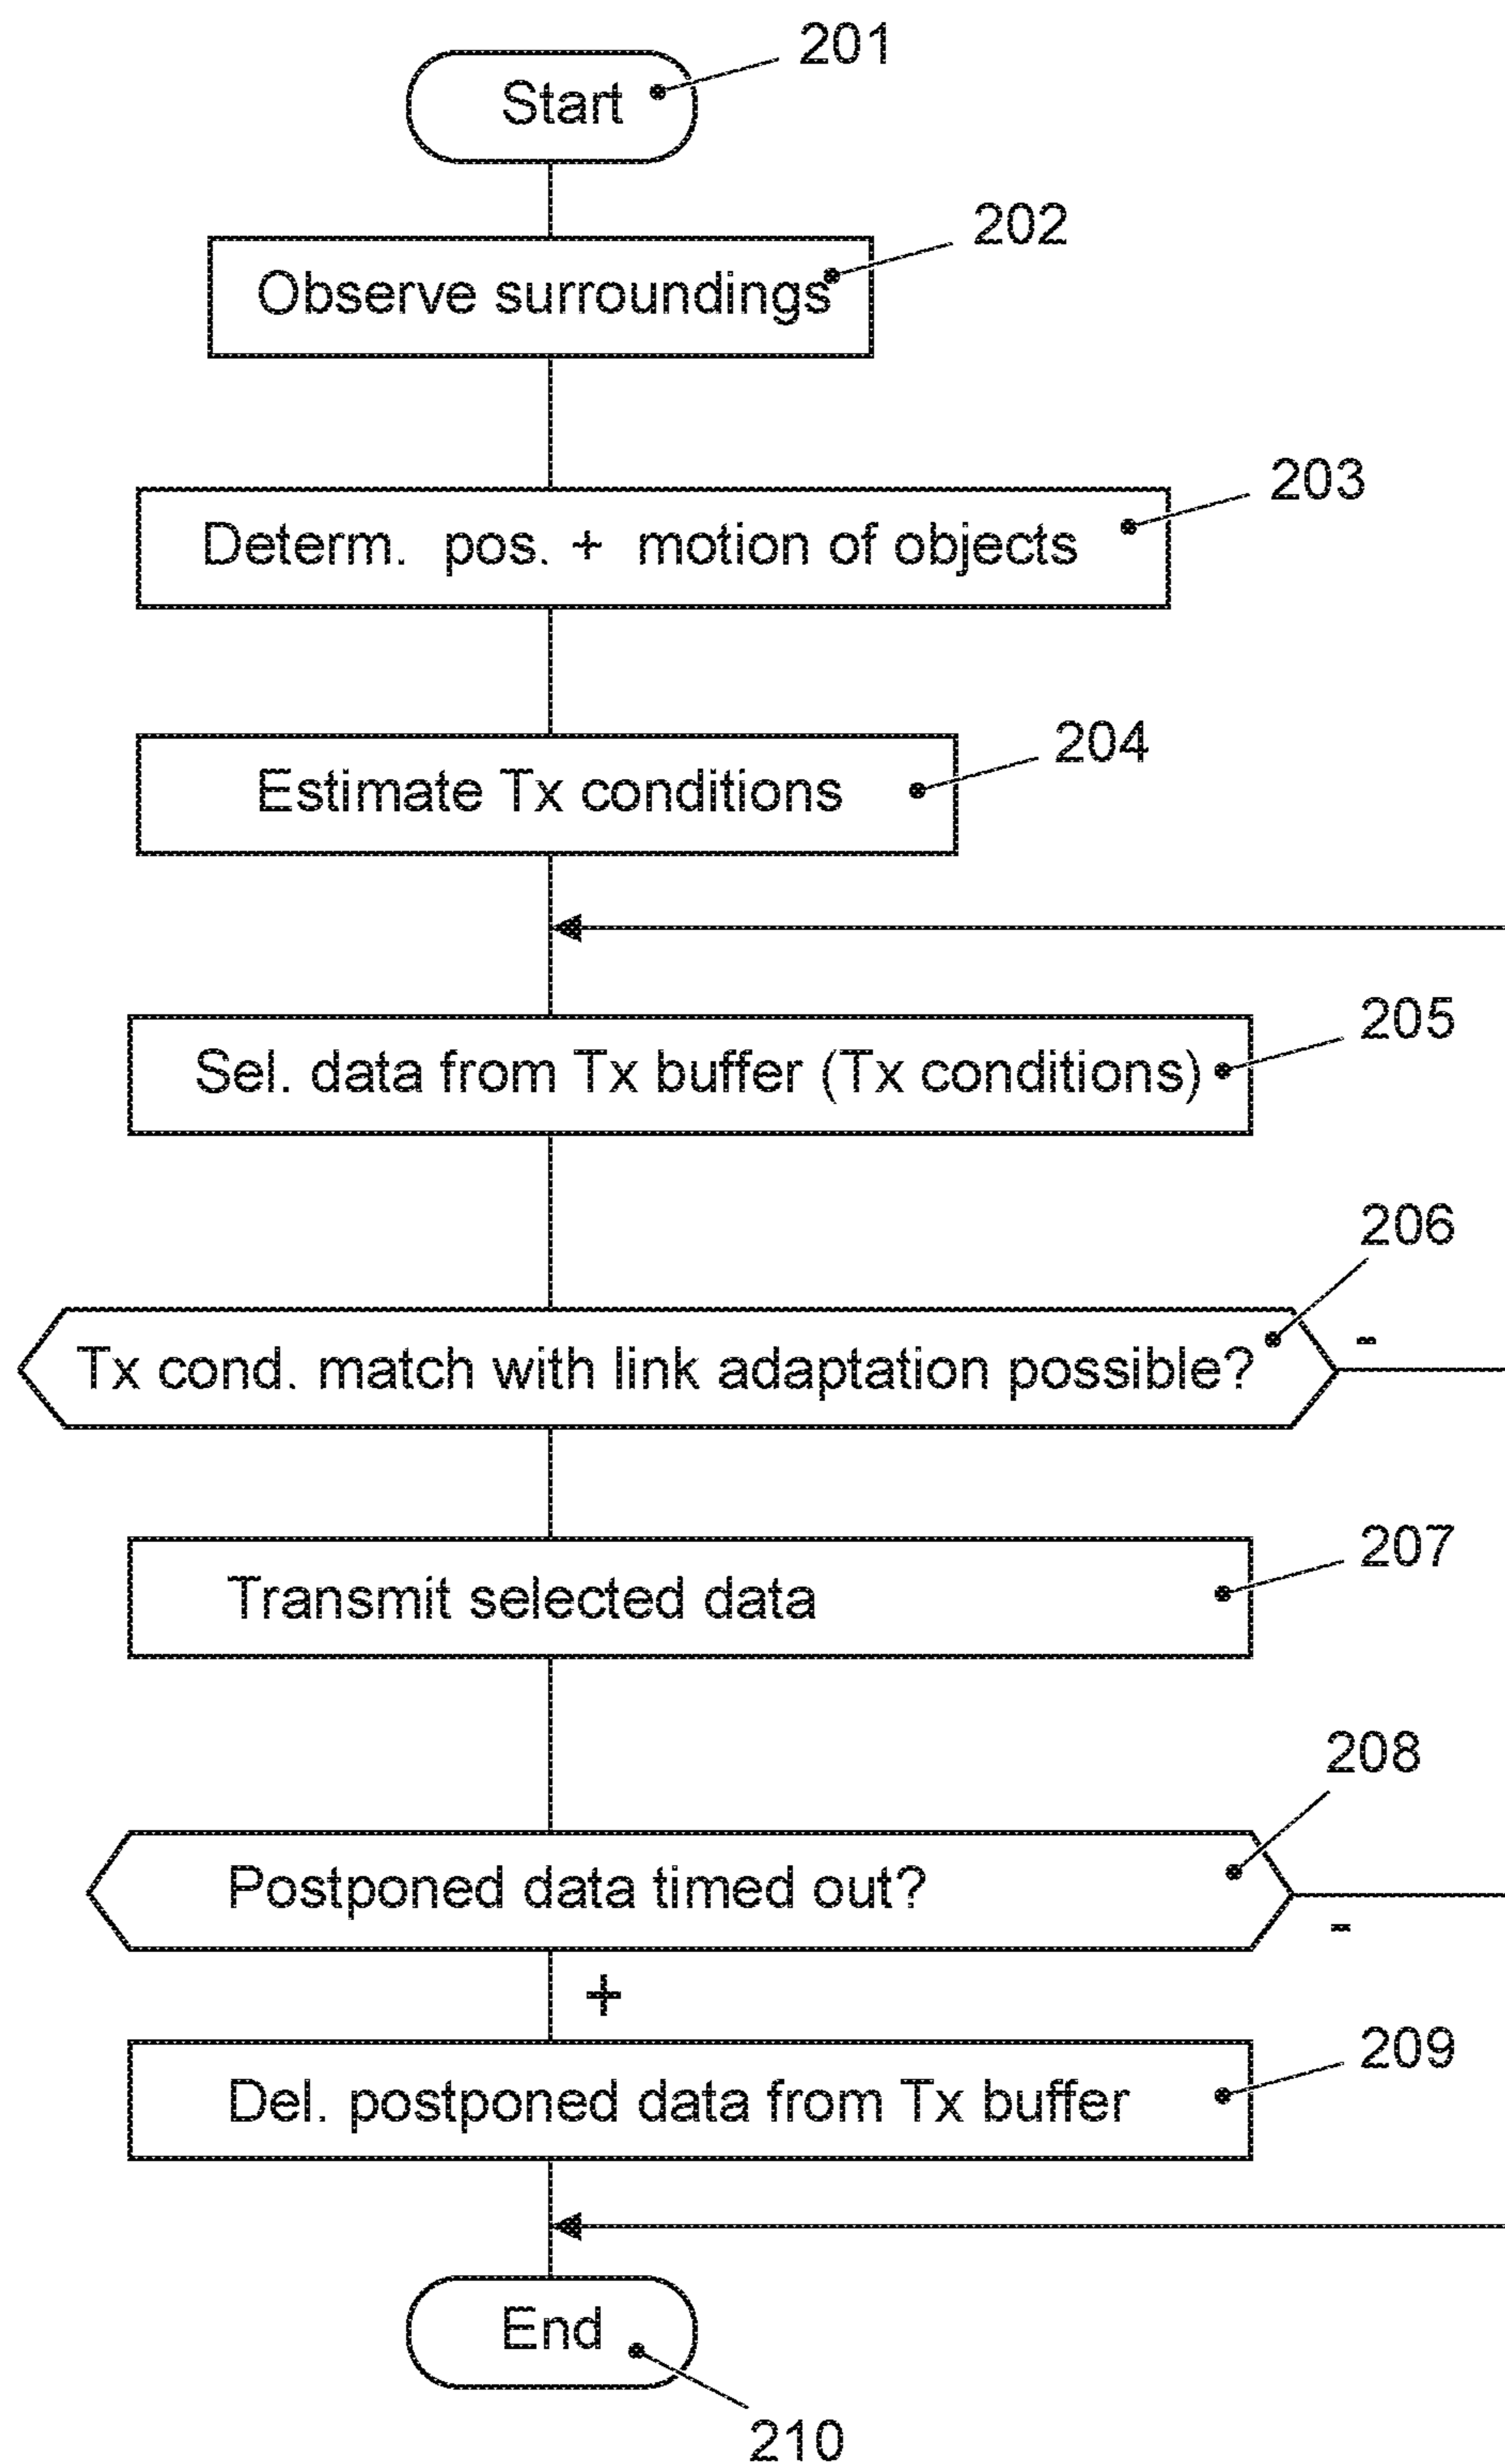 201
Start
202
Observe surroundings
203
Determ. pos. + motion of objects
204
Estimate Tx conditions
205
Sel. data from Tx buffer (Tx conditions)
206
Tx cond. match with link adaptation possible?
-
207
Transmit selected data
208
Postponed data timed out?
-
+
209
Del. postponed data from Tx buffer
End
210